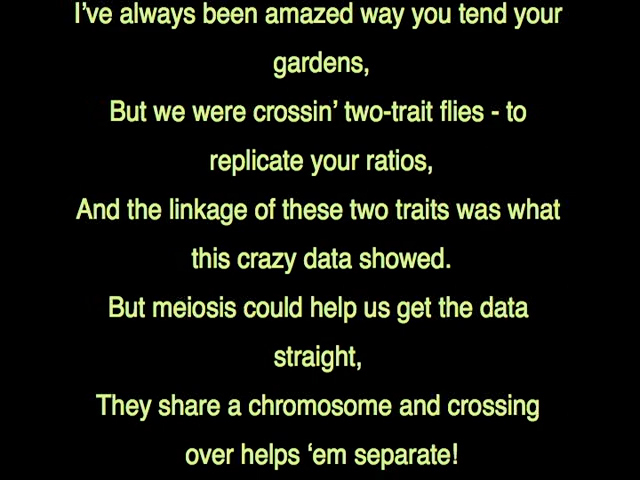 I’ve always been amazed way you tend your
gardens,
But we were crossin’ two-trait flies - to
replicate your ratios,
And the linkage of these two traits was what
this crazy data showed.
But meiosis could help us get the data
straight,
They share a chromosome and crossing
over helps ‘em separate!